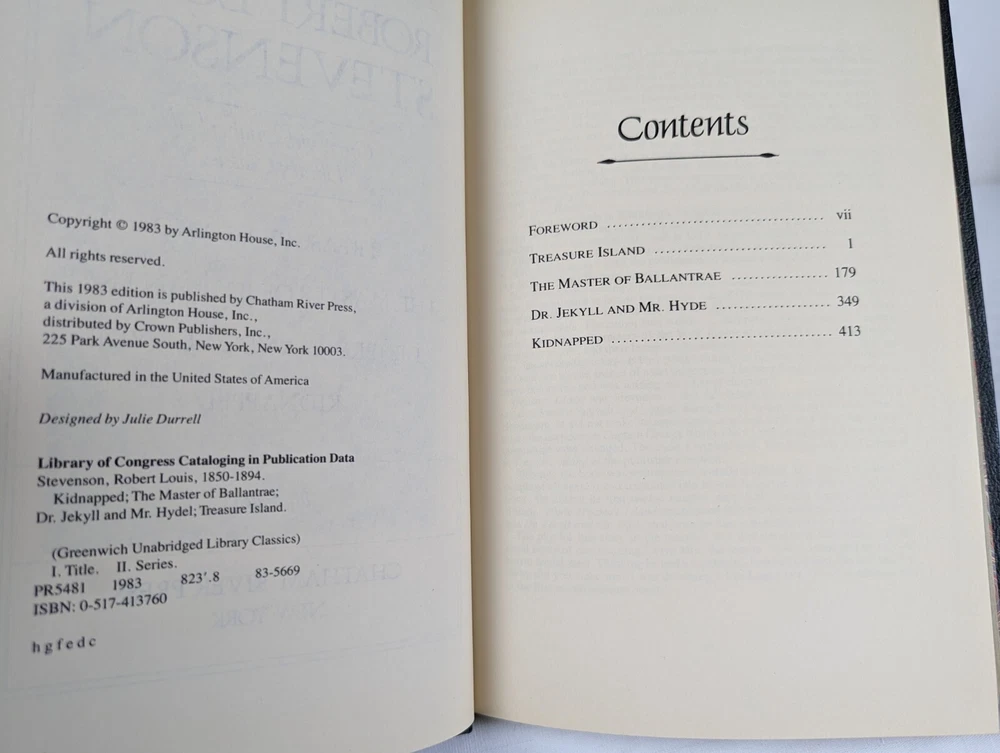 Copyright © 1983 by Arlington House, Inc.
All rights reserved.
This 1983 edition is published by Chatham River Press,
a division of Arlington House, Inc.,
distributed by Crown Publishers, Inc.,
225 Park Avenue South, New York, New York 10003.
Manufactured in the United States of America
Designed by Julie Durrell
Library of Congress Cataloging in Publication Data
Stevenson, Robert Louis, 1850-1894.
Kidnapped; The Master of Ballantrae;
Dr. Jekyll and Mr. Hydel; Treasure Island.
(Greenwich Unabridged Library Classics)
I. Title. II. Series.
PR5481 1983 823'.8 83-5669
ISBN: 0-517-413760
h g f e d c
Contents
FOREWORD ........................................ vii
TREASURE ISLAND ................................ 1
THE MASTER OF BALLANTRAE ................. 179
DR. JEKYLL AND MR. HYDE .................... 349
KIDNAPPED ....................................... 413